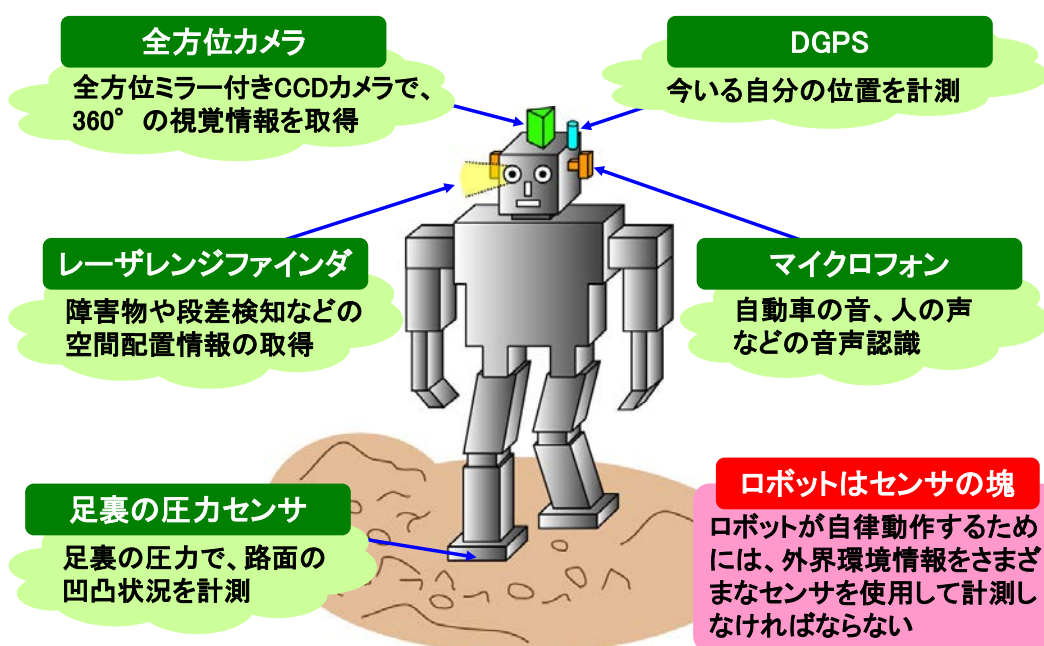 全方位カメラ
全方位ミラー付きCCDカメラで、
360°の視覚情報を取得
DGPS
今いる自分の位置を計測
レーザレンジファインダ
障害物や段差検知などの
空間配置情報の取得
マイクロフォン
自動車の音、人の声
などの音声認識
足裏の圧力センサ
足裏の圧力で、路面の
凹凸状況を計測
ロボットはセンサの塊
ロボットが自律動作するため
には、外界環境情報をさまざ
まなセンサを使用して計測し
なければならない